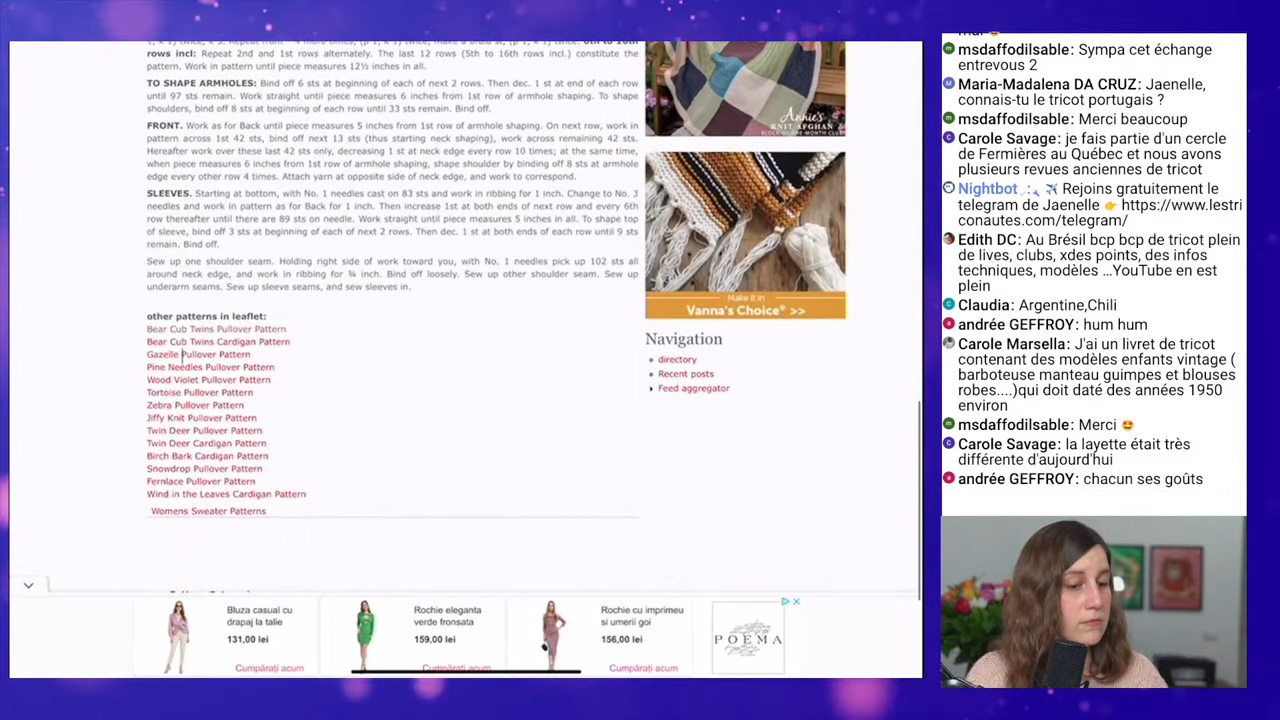 rows incl: Repeat 2nd and 1st rows alternately. The last 12 rows (5th to 16th rows incl.) constitute the
pattern. Work in pattern until piece measures 12½ inches in all.
TO SHAPE ARMHOLES: Bind off 6 sts at beginning of each of next 2 rows. Then dec. 1 st at end of each row
until 97 sts remain. Work straight until piece measures 6 inches from 1st row of armhole shaping. To shape
shoulders, bind off 8 sts at beginning of each row until 33 sts remain. Bind off.
FRONT. Work as for Back until piece measures 5 inches from 1st row of armhole shaping. On next row, work in
pattern across 1st 42 sts, bind off next 13 sts (thus starting neck shaping), work across remaining 42 sts.
Hereafter work over these last 42 sts only, decreasing 1 st at neck edge every row 10 times; at the same time,
when piece measures 6 inches from 1st row of armhole shaping, shape shoulder by binding off 8 sts at armhole
edge every other row 4 times. Attach yarn at opposite side of neck edge, and work to correspond.
SLEEVES. Starting at bottom, with No. 1 needles cast on 83 sts and work in ribbing for 1 inch. Change to No. 3
needles and work in pattern as for Back for 1 inch. Then increase 1st at both ends of next row and every 6th
row thereafter until there are 89 sts on needle. Work straight until piece measures 5 inches in all. To shape top
of sleeve, bind off 3 sts at beginning of each of next 2 rows. Then dec. 1 st at both ends of each row until 9 sts
remain. Bind off.
Sew up one shoulder seam. Holding right side of work toward you, with No. 1 needles pick up 102 sts all
around neck edge, and work in ribbing for ¾ inch. Bind off loosely. Sew up other shoulder seam. Sew up
underarm seams. Sew up sleeve seams, and sew sleeves in.
other patterns in leaflet:
Bear Cub Twins Pullover Pattern
Bear Cub Twins Cardigan Pattern
Gazelle Pullover Pattern
Pine Needles Pullover Pattern
Wood Violet Pullover Pattern
Tortoise Pullover Pattern
Zebra Pullover Pattern
Jiffy Knit Pullover Pattern
Twin Deer Pullover Pattern
Twin Deer Cardigan Pattern
Birch Bark Cardigan Pattern
Snowdrop Pullover Pattern
Fernlace Pullover Pattern
Wind in the Leaves Cardigan Pattern
Womens Sweater Patterns
Annie's
KNIT AFGHAN
BLOCK-OF-THE-MONTH CLUB
Make it in
Vanna's Choice® >>
Navigation
directory
Recent posts
Feed aggregator
Bluza casual cu
drapaj la talie
131,00 lei
Cumpărați acum
Rochie eleganta
verde fronsata
159,00 lei
Cumpărați acum
Rochie cu imprimeu
si umerii goi
156,00 lei
Cumpărați acum
POEMA
msdaffodilsable: Sympa cet échange
entrevous 2
Maria-Madalena DA CRUZ: Jaenelle,
connais-tu le tricot portugais ?
msdaffodilsable: Merci beaucoup
Carole Savage: je fais partie d'un cercle
de Fermières au Québec et nous avons
plusieurs revues anciennes de tricot
Nightbot Rejoins gratuitement le
telegram de Jaenelle 👉 https://www.lestri
conautes.com/telegram/
Edith DC: Au Brésil bcp bcp de tricot plein
de lives, clubs, xdes points, des infos
techniques, modèles …YouTube en est
plein
Claudia: Argentine,Chili
andrée GEFFROY: hum hum
Carole Marsella: J'ai un livret de tricot
contenant des modèles enfants vintage (
barboteuse manteau guimpes et blouses
robes....)qui doit daté des années 1950
environ
msdaffodilsable: Merci 🤩
Carole Savage: la layette était très
différente d'aujourd'hui
andrée GEFFROY: chacun ses goûts